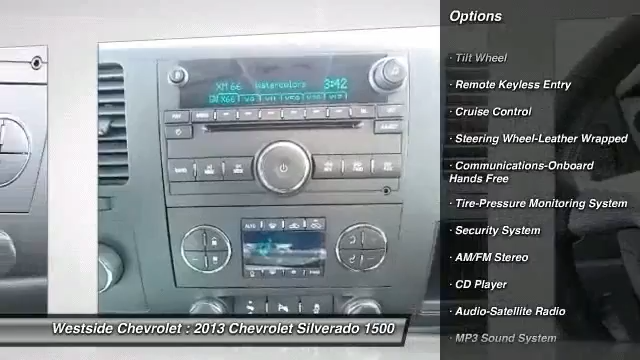 Options
· Tilt Wheel
· Remote Keyless Entry
· Cruise Control
· Steering Wheel-Leather Wrapped
· Communications-Onboard
Hands Free
· Tire-Pressure Monitoring System
· Security System
· AM/FM Stereo
· CD Player
· Audio-Satellite Radio
· MP3 Sound System
XM 66 Watercolors 3:42
AUTO
Westside Chevrolet : 2013 Chevrolet Silverado 1500